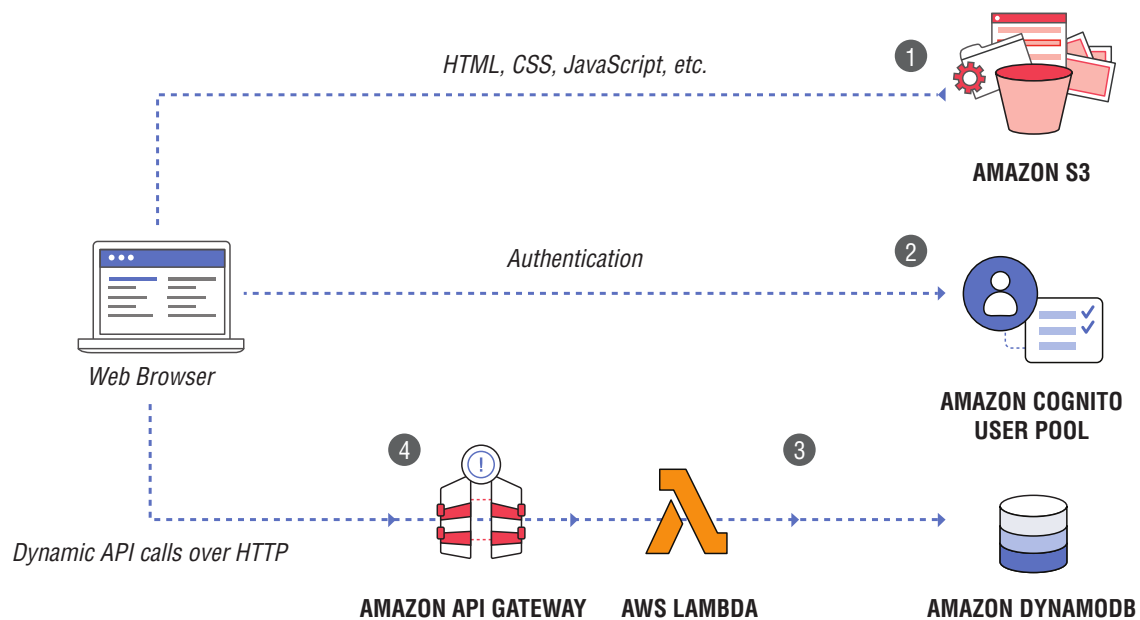 HTML, CSS, JavaScript, etc.
1
AMAZON S3
Authentication
2
Web Browser
AMAZON COGNITO
USER POOL
4
!
3
Dynamic API calls over HTTP
AMAZON API GATEWAY
AWS LAMBDA
AMAZON DYNAMODB